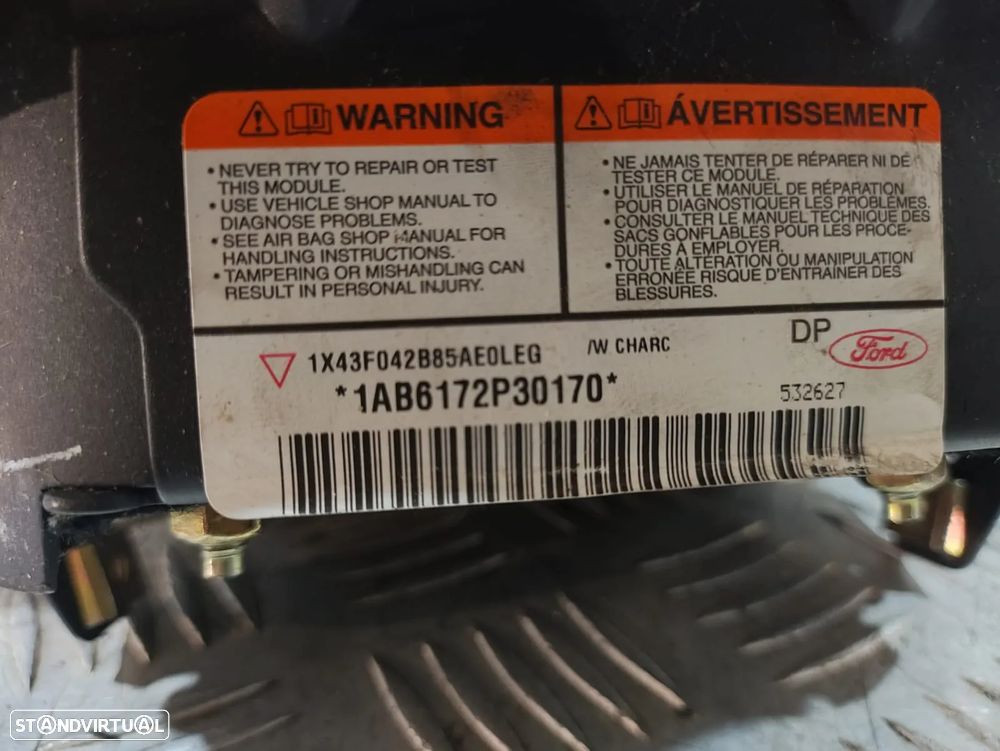 WARNING
• NEVER TRY TO REPAIR OR TEST
THIS MODULE.
• USE VEHICLE SHOP MANUAL TO
DIAGNOSE PROBLEMS.
• SEE AIR BAG SHOP MANUAL FOR
HANDLING INSTRUCTIONS.
• TAMPERING OR MISHANDLING CAN
RESULT IN PERSONAL INJURY.
ÁVERTISSEMENT
• NE JAMAIS TENTER DE RÉPARER NI DE
TESTER CE MODULE.
• UTILISER LE MANUEL DE RÉPARATION
POUR DIAGNOSTIQUER LES PROBLÈMES.
• CONSULTER LE MANUEL TECHNIQUE DES
SACS GONFLABLES POUR LES PROCE-
DURES À EMPLOYER.
• TOUTE ALTERATION OU MANIPULATION
ERRONÉE RISQUE D'ENTRAÎNER DES
BLESSURES.
1X43F042B85AE0LEG /W CHARC DP Ford
*1AB6172P30170* 532627
STANDVIRTUAL